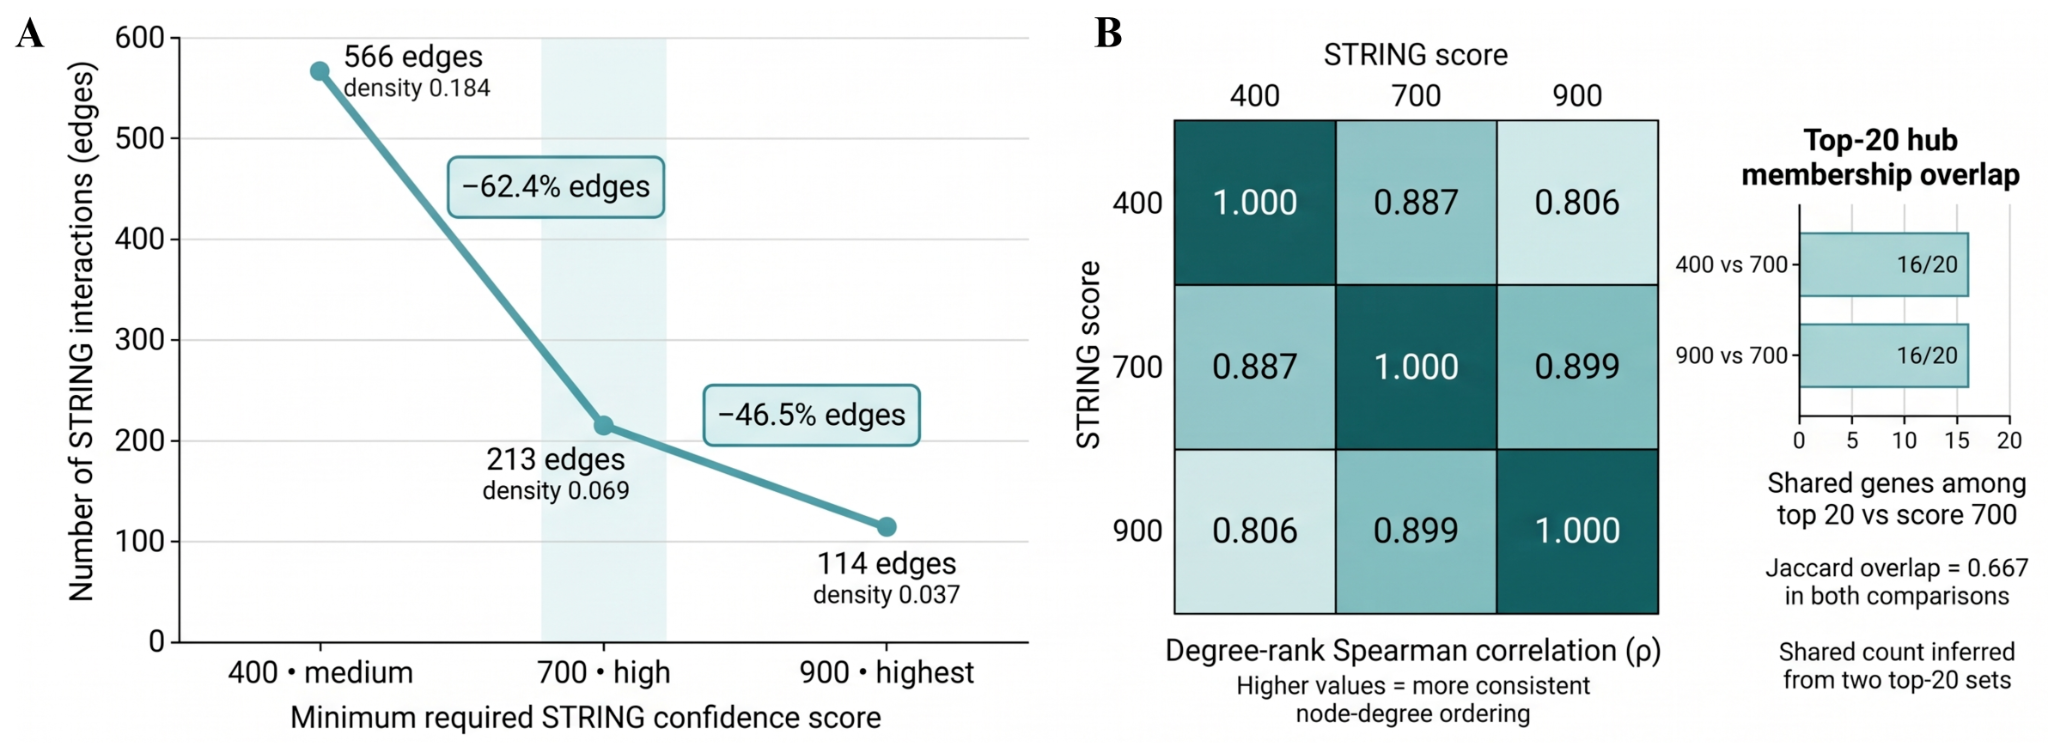 A
600
500
400
300
200
100
0
Number of STRING interactions (edges)
566 edges
density 0.184
−62.4% edges
213 edges
density 0.069
−46.5% edges
114 edges
density 0.037
400 • medium
700 • high
900 • highest
Minimum required STRING confidence score
B
STRING score
400 700 900
STRING score
400 1.000 0.887 0.806
700 0.887 1.000 0.899
900 0.806 0.899 1.000
Degree-rank Spearman correlation (ρ)
Higher values = more consistent
node-degree ordering
Top-20 hub
membership overlap
400 vs 700 16/20
900 vs 700 16/20
0 5 10 15 20
Shared genes among
top 20 vs score 700
Jaccard overlap = 0.667
in both comparisons
Shared count inferred
from two top-20 sets